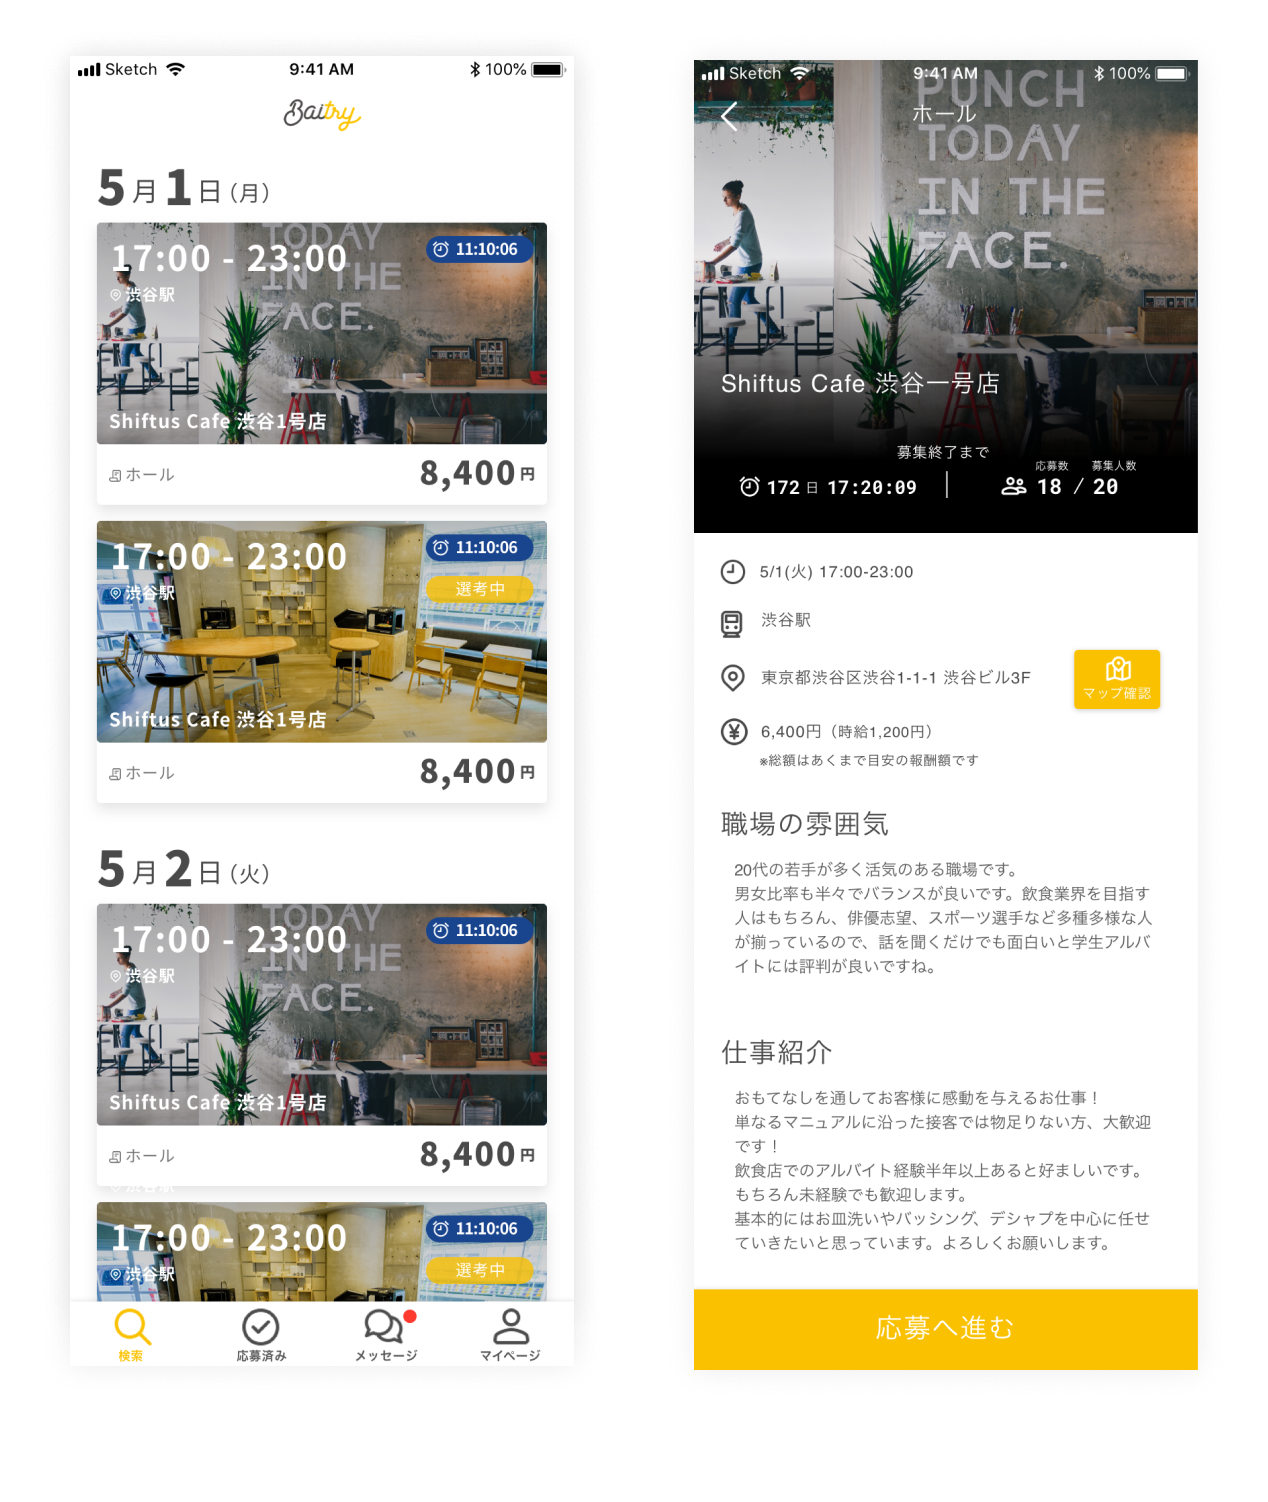 Sketch 9:41 AM 100%
Baitry
5月1日（月）
TODAY
17:00 - 23:00
11:10:06
IN THE
渋谷駅
FACE.
Shiftus Cafe 渋谷1号店
ホール
8,400円
17:00 - 23:00
11:10:06
渋谷駅
選考中
Shiftus Cafe 渋谷1号店
ホール
8,400円
5月2日（火）
TODAY
17:00 - 23:00
11:10:06
IN THE
渋谷駅
FACE.
Shiftus Cafe 渋谷1号店
ホール
8,400円
渋谷駅
17:00 - 23:00
11:10:06
渋谷駅
選考中
検索
応募済み
メッセージ
マイページ
Sketch 9:41 AM 100%
PUNCH
ホール
TODAY
IN THE
FACE.
Shiftus Cafe 渋谷一号店
募集終了まで
応募数 募集人数
172日 17:20:09
18 / 20
5/1(火) 17:00-23:00
渋谷駅
東京都渋谷区渋谷1-1-1 渋谷ビル3F
マップ確認
6,400円（時給1,200円）
※総額はあくまで目安の報酬額です
職場の雰囲気
20代の若手が多く活気のある職場です。
男女比率も半々でバランスが良いです。飲食業界を目指す
人はもちろん、俳優志望、スポーツ選手など多種多様な人
が揃っているので、話を聞くだけでも面白いと学生アルバ
イトには評判が良いですね。
仕事紹介
おもてなしを通してお客様に感動を与えるお仕事！
単なるマニュアルに沿った接客では物足りない方、大歓迎
です！
飲食店でのアルバイト経験半年以上あると好ましいです。
もちろん未経験でも歓迎します。
基本的にはお皿洗いやバッシング、デシャプを中心に任せ
ていきたいと思っています。よろしくお願いします。
応募へ進む